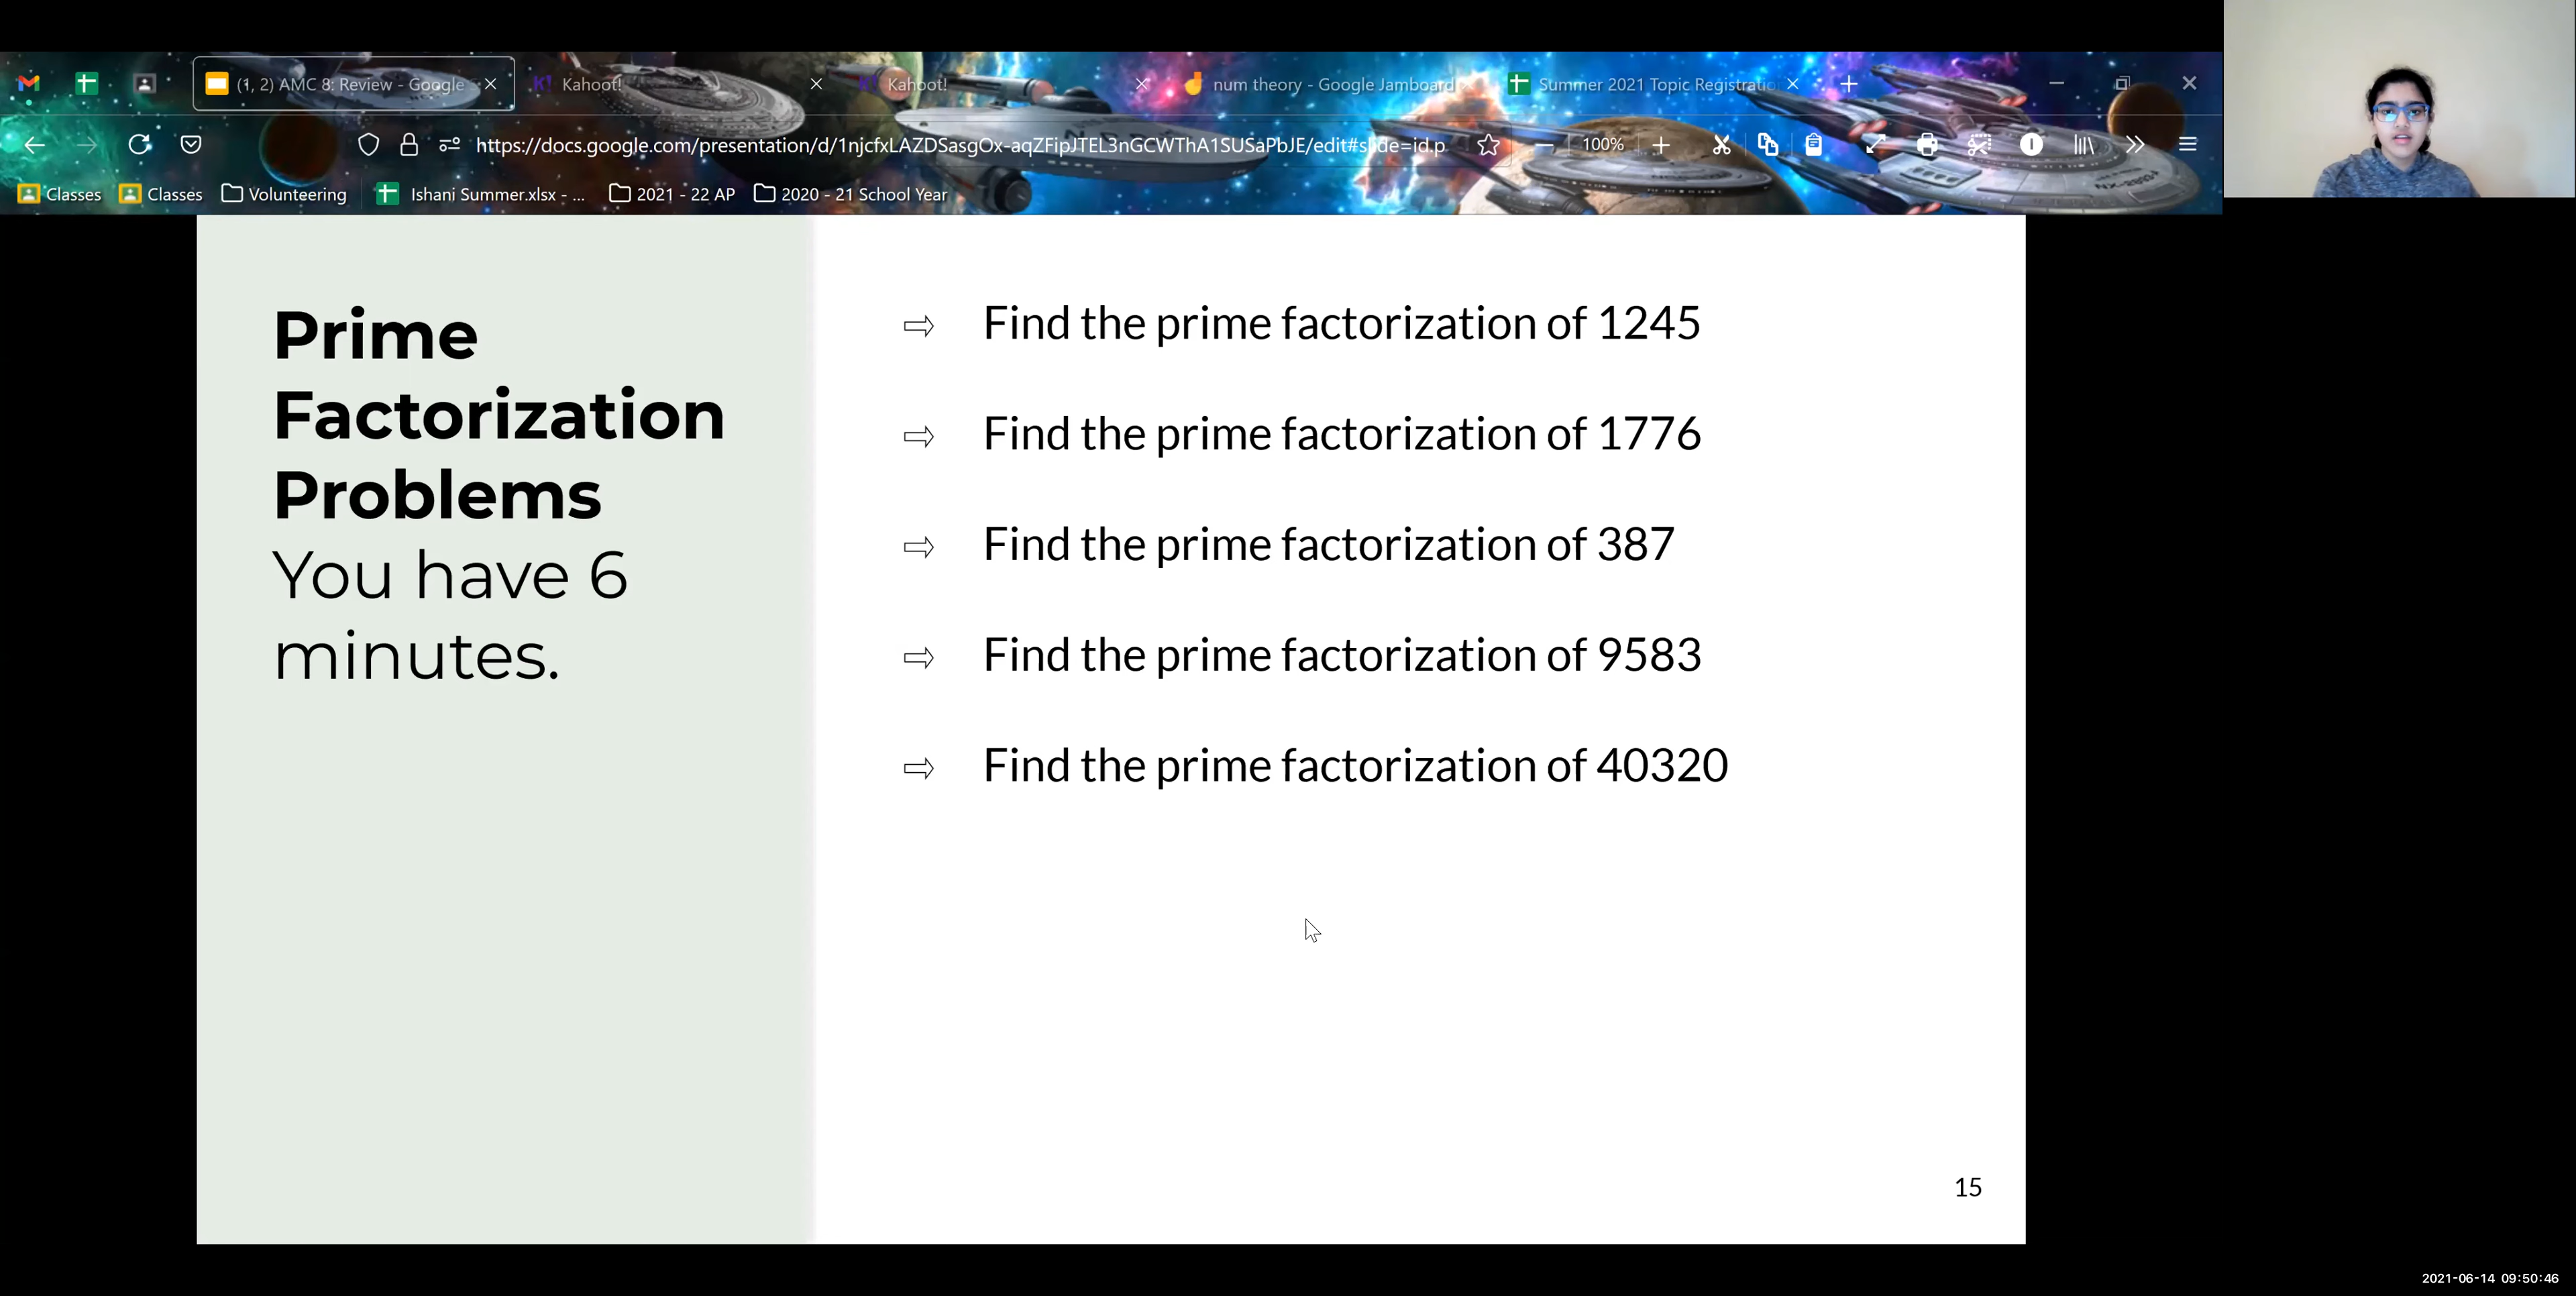 (1, 2) AMC 8: Review - Google S
Kahoot!
Kahoot!
num theory - Google Jamboard
Summer 2021 Topic Registratio
https://docs.google.com/presentation/d/1njcfxLAZDSasgOx-aqZFipJTEL3nGCWThA1SUSaPbJE/edit#slide=id.p
100%
Classes
Classes
Volunteering
Ishani Summer.xlsx - ...
2021 - 22 AP
2020 - 21 School Year
Prime
Factorization
Problems
You have 6
minutes.
⇨ Find the prime factorization of 1245
⇨ Find the prime factorization of 1776
⇨ Find the prime factorization of 387
⇨ Find the prime factorization of 9583
⇨ Find the prime factorization of 40320
15
2021-06-14 09:50:46